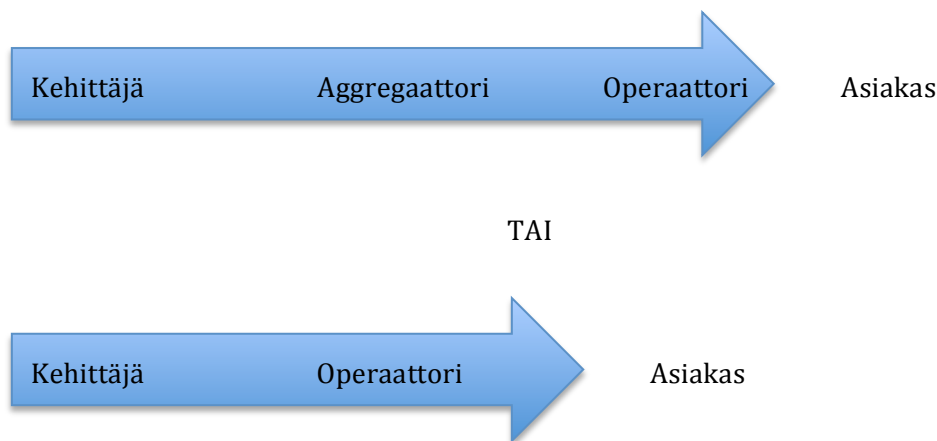 Kehittäjä Aggregaattori Operaattori Asiakas
TAI
Kehittäjä Operaattori Asiakas